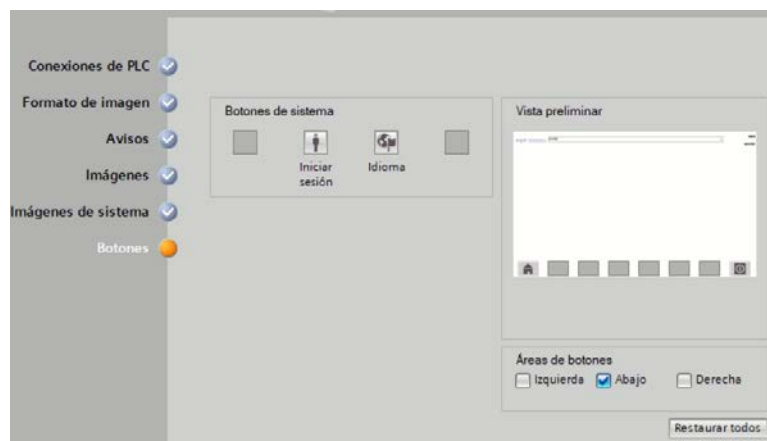 Conexiones de PLC
Formato de imagen
Avisos
Imágenes
Imágenes de sistema
Botones
Botones de sistema
Iniciar
sesión
Idioma
Vista preliminar
Áreas de botones
Izquierda
Abajo
Derecha
Restaurar todos